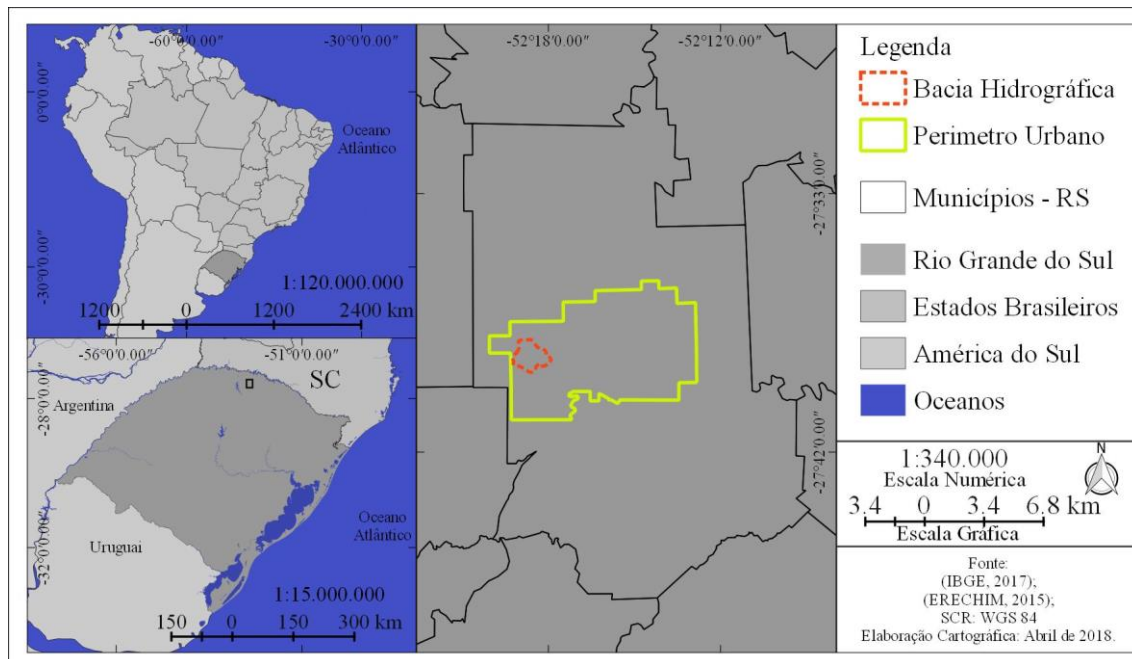 -60°0'0.00"
-30°0'0.00"
0°0'0.00"
-30°0'0.00"
Oceano
Atlântico
1:120.000.000
1200 0 1200 2400 km
-56°0'0.00"
-51°0'0.00"
-28°0'0.00"
-32°0'0.00"
SC
Argentina
Uruguai
Oceano
Atlântico
1:15.000.000
150 0 150 300 km
-52°18'0.00"
-52°12'0.00"
-27°33'0.00"
-27°42'0.00"
Legenda
Bacia Hidrográfica
Perimetro Urbano
Municípios - RS
Rio Grande do Sul
Estados Brasileiros
América do Sul
Oceanos
1:340.000
Escala Numérica
N
3.4 0 3.4 6.8 km
Escala Gráfica
Fonte:
(IBGE, 2017);
(ERECHIM, 2015);
SCR: WGS 84
Elaboração Cartográfica: Abril de 2018.